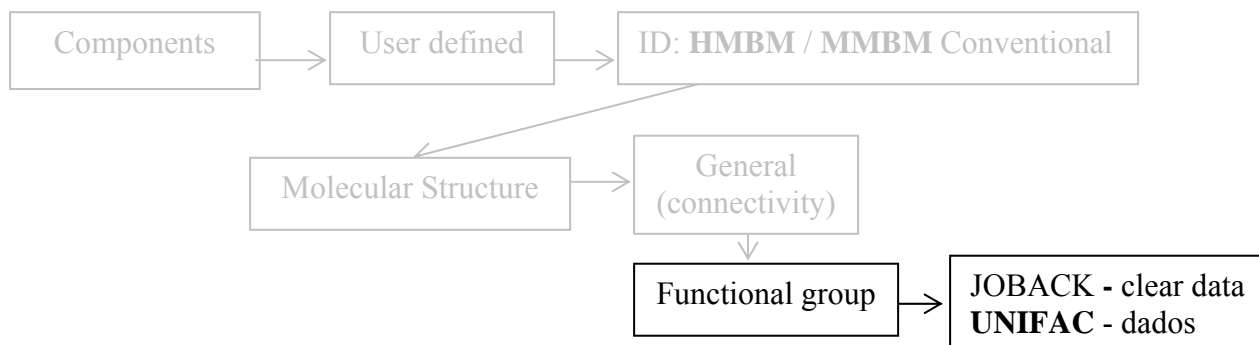 Components
User defined
ID: HMBM / MMBM Conventional
Molecular Structure
General
(connectivity)
Functional group
JOBACK - clear data
UNIFAC - dados